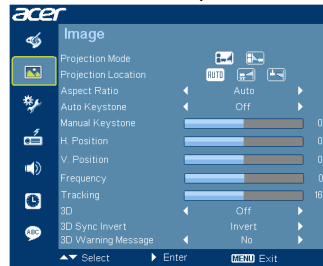 acer
Image
Projection Mode
Projection Location AUTO
Aspect Ratio Auto
Auto Keystone Off
Manual Keystone 0
H. Position 0
V. Position 0
Frequency 0
Tracking 16
3D Off
3D Sync Invert Invert
3D Warning Message No
Select Enter MENU Exit
ABC